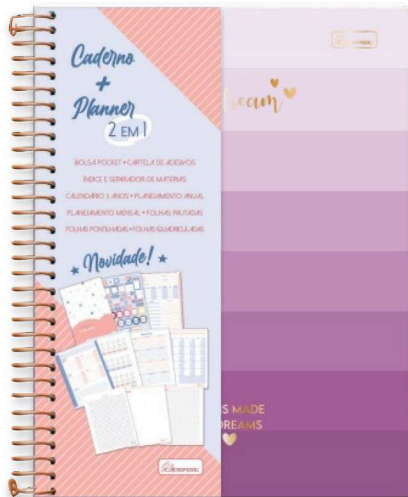 Caderno
+
Planner
2 EM 1
BOLSA POCKET • CARTELA DE ADESIVOS
ÍNDICE E SEPARADOR DE MATÉRIAS
CALENDÁRIO 3 ANOS • PLANEJAMENTO ANUAL
PLANEJAMENTO MENSAL • FOLHAS PAUTADAS
FOLHAS PONTILHADAS • FOLHAS QUADRICULADAS
Novidade!
S MADE
DREAMS